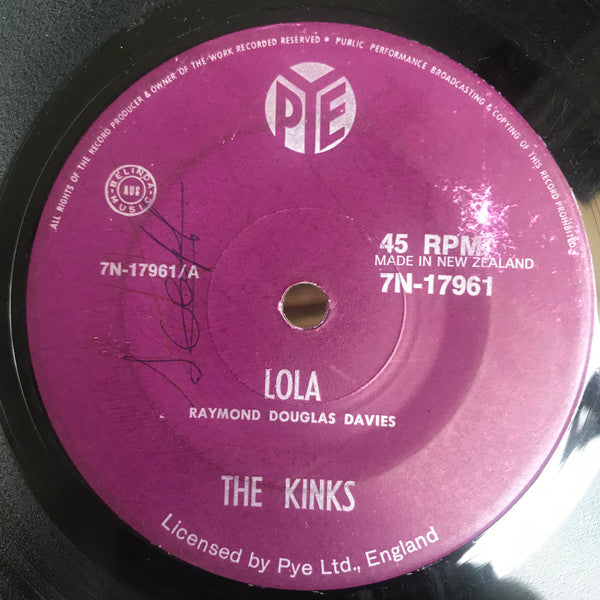 ALL RIGHTS OF THE RECORD PRODUCER & OWNER OF THE WORK RECORDED RESERVED * PUBLIC PERFORMANCE BROADCASTING & COPYING OF THIS RECORD PROHIBITED
PYE
BELINDA
AUS
MUSIC
7N-17961/A
45 RPM
MADE IN NEW ZEALAND
7N-17961
LOLA
RAYMOND DOUGLAS DAVIES
THE KINKS
Licensed by Pye Ltd., England